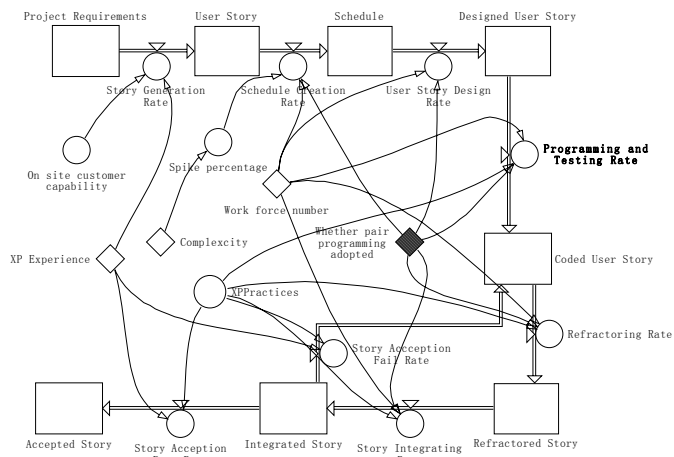 Project Requirements
User Story
Schedule
Designed User Story
Story Generation
Rate
Schedule Creation
Rate
User Story Design
Rate
Programming and
Testing Rate
On site customer
capability
Spike percentage
Work force number
Whether pair
programming
adopted
XP Experience
Complexcity
Coded User Story
XPPractices
Refractoring Rate
Story Acception
Fail Rate
Accepted Story
Story Acception
Integrated Story
Story Integrating
Refractored Story